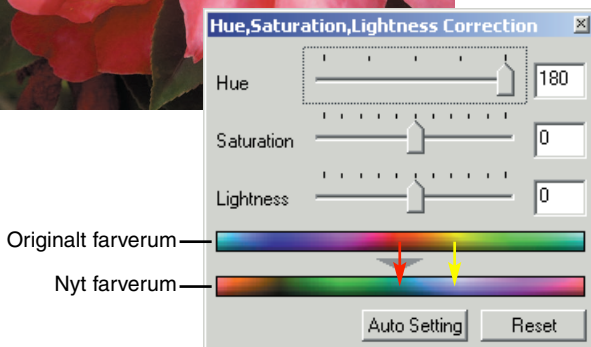 Hue,Saturation,Lightness Correction
Hue 180
Saturation 0
Lightness 0
Originalt farverum
Nyt farverum
Auto Setting Reset